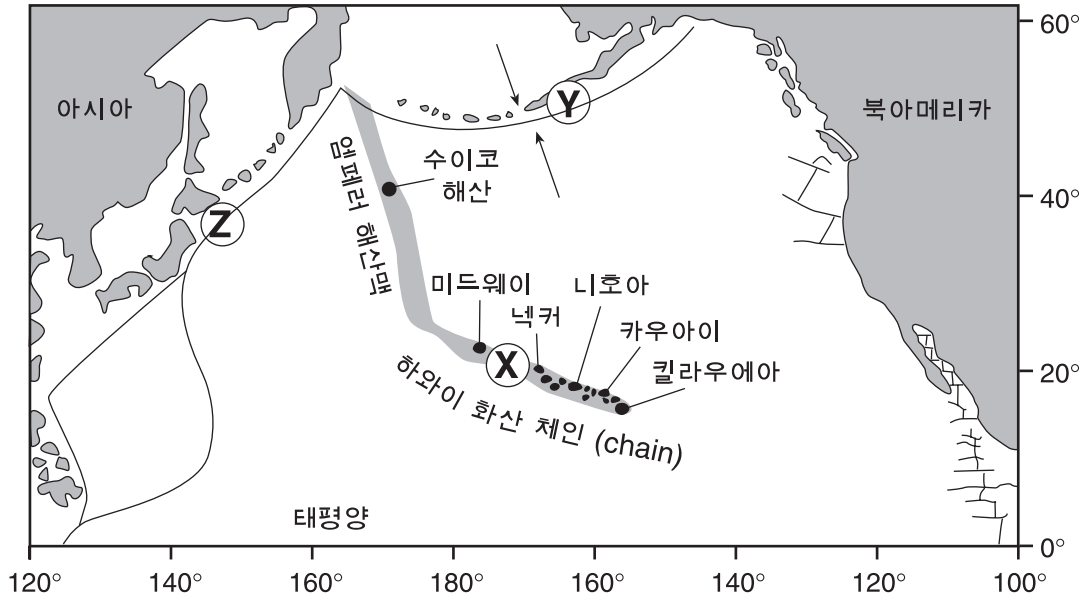 60°
아시아
북아메리카
Y
수이코
해산
40°
Z
엠페러 해산맥
미드웨이
니호아
넥커
카우아이
X
킬라우에아
20°
하와이 화산 체인 (chain)
태평양
0°
120°
140°
160°
180°
160°
140°
120°
100°